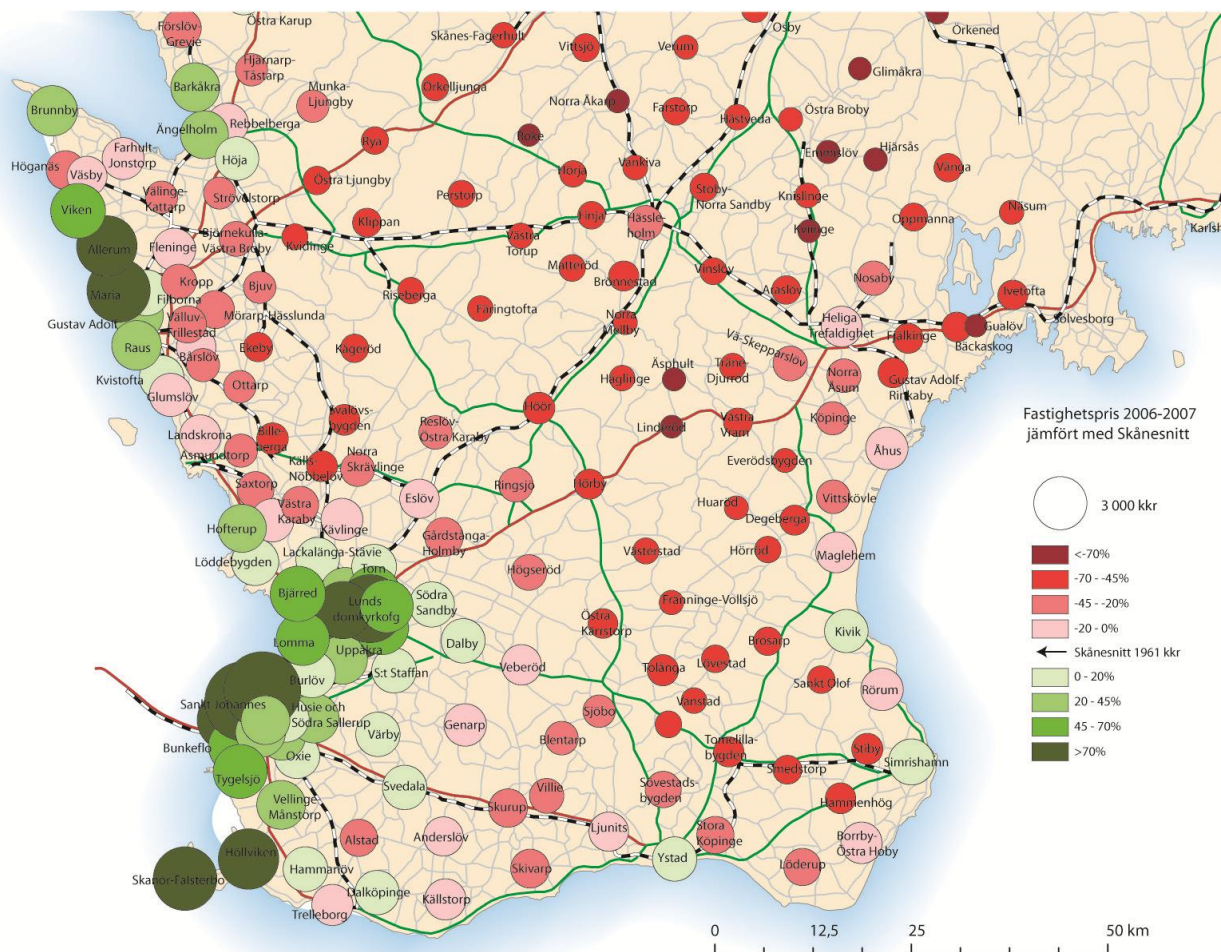 Östra Karup
Förslöv-
Grevie
Skånes-Fagerhult
Vittsjö
Verum
Osby
Örkened
Hjärnarp-
Tåstarp
Glimåkra
Barkåkra
Munka-
Ljungby
Örkelljunga
Norra Åkarp
Farstorp
Brunnby
Rebbelberga
Östra Broby
Hästveda
Ängelholm
Rya
Röke
Emmislöv
Hjärsås
Farhult
Jonstorp
Höja
Vånga
Höganäs
Väsby
Östra Ljungby
Norja
Vankiva
Välinge-
Kattarp
Strövelstorp
Perstorp
Stoby-
Norra Sandby
Knislinge
Viken
Klippan
Finja
Hässle-
holm
Oppmanna
Näsum
Karlsh
Allerum
Fleninge
Björnekulla-
Västra Broby
Kvidinge
Västra
Torup
Kviinge
Matteröd
Vinslöv
Nosaby
Maria
Kropp
Bjuv
Riseberga
Brönnestad
Araslöv
Ivetofta
Filborna
Mörarp-Hässlunda
Färingtofta
Gustav Adolf
Välluv
Frillestad
Norra
Mellby
Heliga
Trefaldighet
Fjälkinge
Gualöv
Sölvesborg
Bäckaskog
Raus
Bårslöv
Ekeby
Kågeröd
Vä-Skepparslöv
Kvistofta
Ottarp
Häglinge
Äsphult
Träne-
Djurröd
Norra
Åsum
Gustav Adolf-
Rinkaby
Glumslöv
Höör
Fastighetspris 2006-2007
jämfört med Skånesnitt
Svalövs-
bygden
Reslöv-
Östra Karaby
Linderöd
Västra
Vram
Köpinge
Landskrona
Bille-
berga
Åhus
Asmundtorp
Källs-
Nöbbelöv
Norra
Skrävlinge
Everödsbygden
Saxtorp
Eslöv
Ringsjö
Hörby
Vittskövle
3 000 kkr
Västra
Karaby
Huaröd
Hofterup
Kävlinge
Gårdstånga-
Holmby
Degeberga
Löddebygden
Lackalänga-Stävie
Torn
Västerstad
Hörröd
Maglehem
<-70%
Högseröd
-70 - -45%
Bjärred
Lunds
domkyrkofg
Södra
Sandby
Fränninge-Vollsjö
-45 - -20%
Östra
Kärrstorp
-20 - 0%
Lomma
Dalby
Brösarp
Kivik
Uppåkra
Skånesnitt 1961 kkr
Burlöv
S:t Staffan
Veberöd
Tolånga
Lövestad
0 - 20%
Sankt Olof
Rörum
20 - 45%
Sankt Johannes
Husie och
Södra Sallerup
Vanstad
Sjöbo
45 - 70%
Genarp
Bunkeflo
Värby
Blentarp
Tomelilla-
bygden
Stiby
>70%
Oxie
Simrishamn
Tygelsjö
Svedala
Smedstorp
Villie
Sövestads-
bygden
Vellinge-
Månstorp
Skurup
Hammenhög
Alstad
Anderslöv
Ljunits
Stora
Köpinge
Borrby-
Östra Hoby
Höllviken
Ystad
Löderup
Skanör-Falsterbo
Hammarlöv
Skivarp
Dalköpinge
Källstorp
Trelleborg
0
12,5
25
50 km